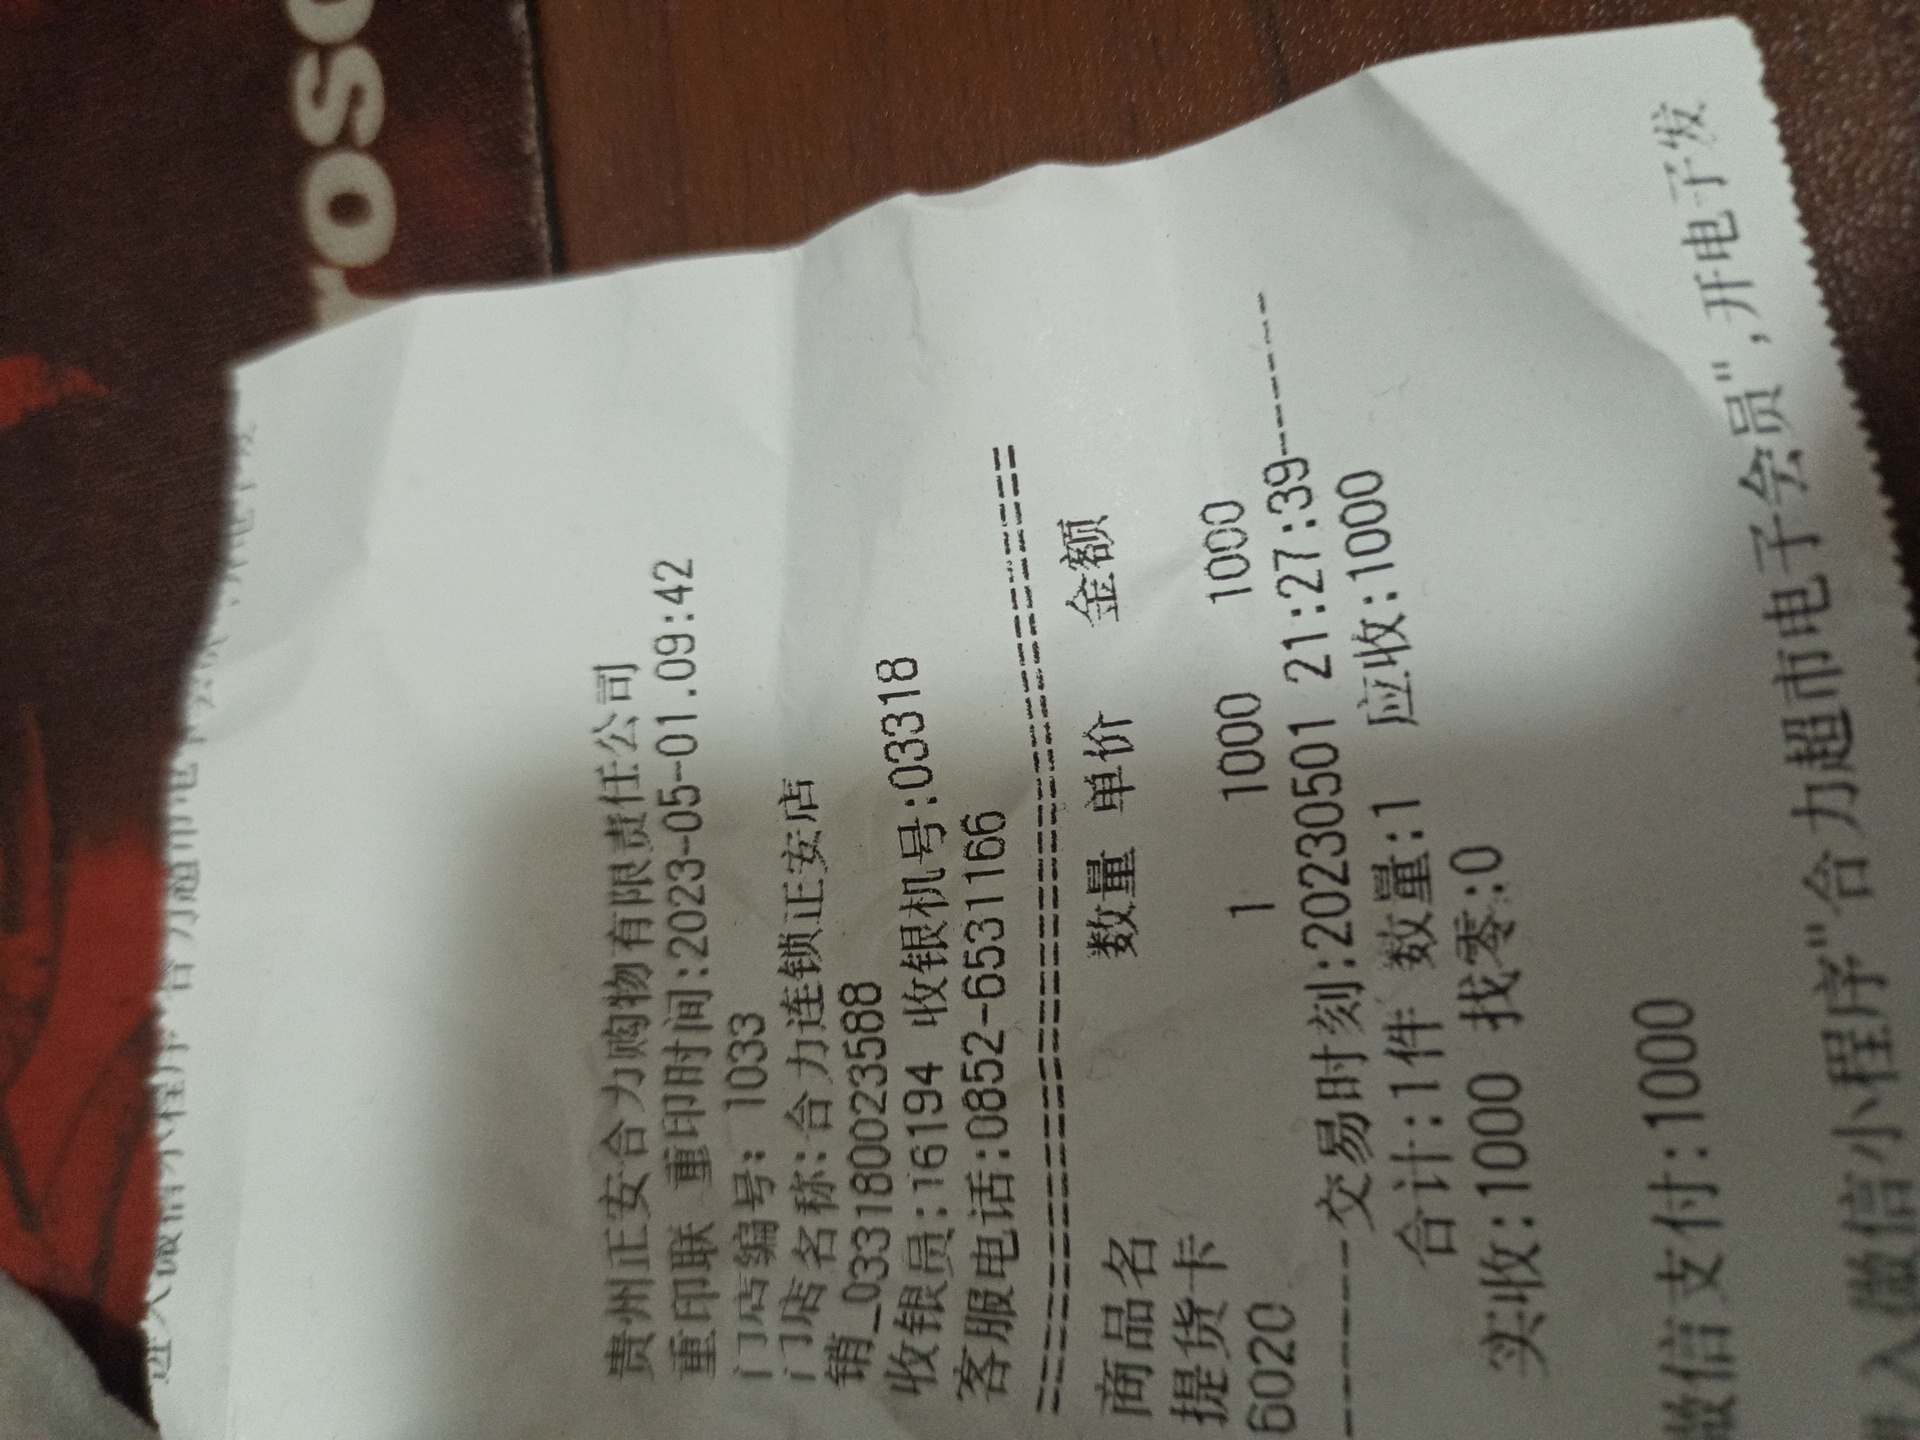 贵州正安合力购物有限责任公司
重印联 重印时间:2023-05-01.09:42
门店编号: 1033
门店名称:合力连锁正安店
销_033180023588
收银员:16194 收银机号:03318
客服电话:0852-6531166
==================================
商品名 数量 单价 金额
提货卡
6020 1 1000 1000
------交易时刻:20230501 21:27:39------
合计:1件 数量:1 应收:1000
实收:1000 找零:0
微信支付:1000
入微信小程序"合力超市电子会员",开电子发
ros